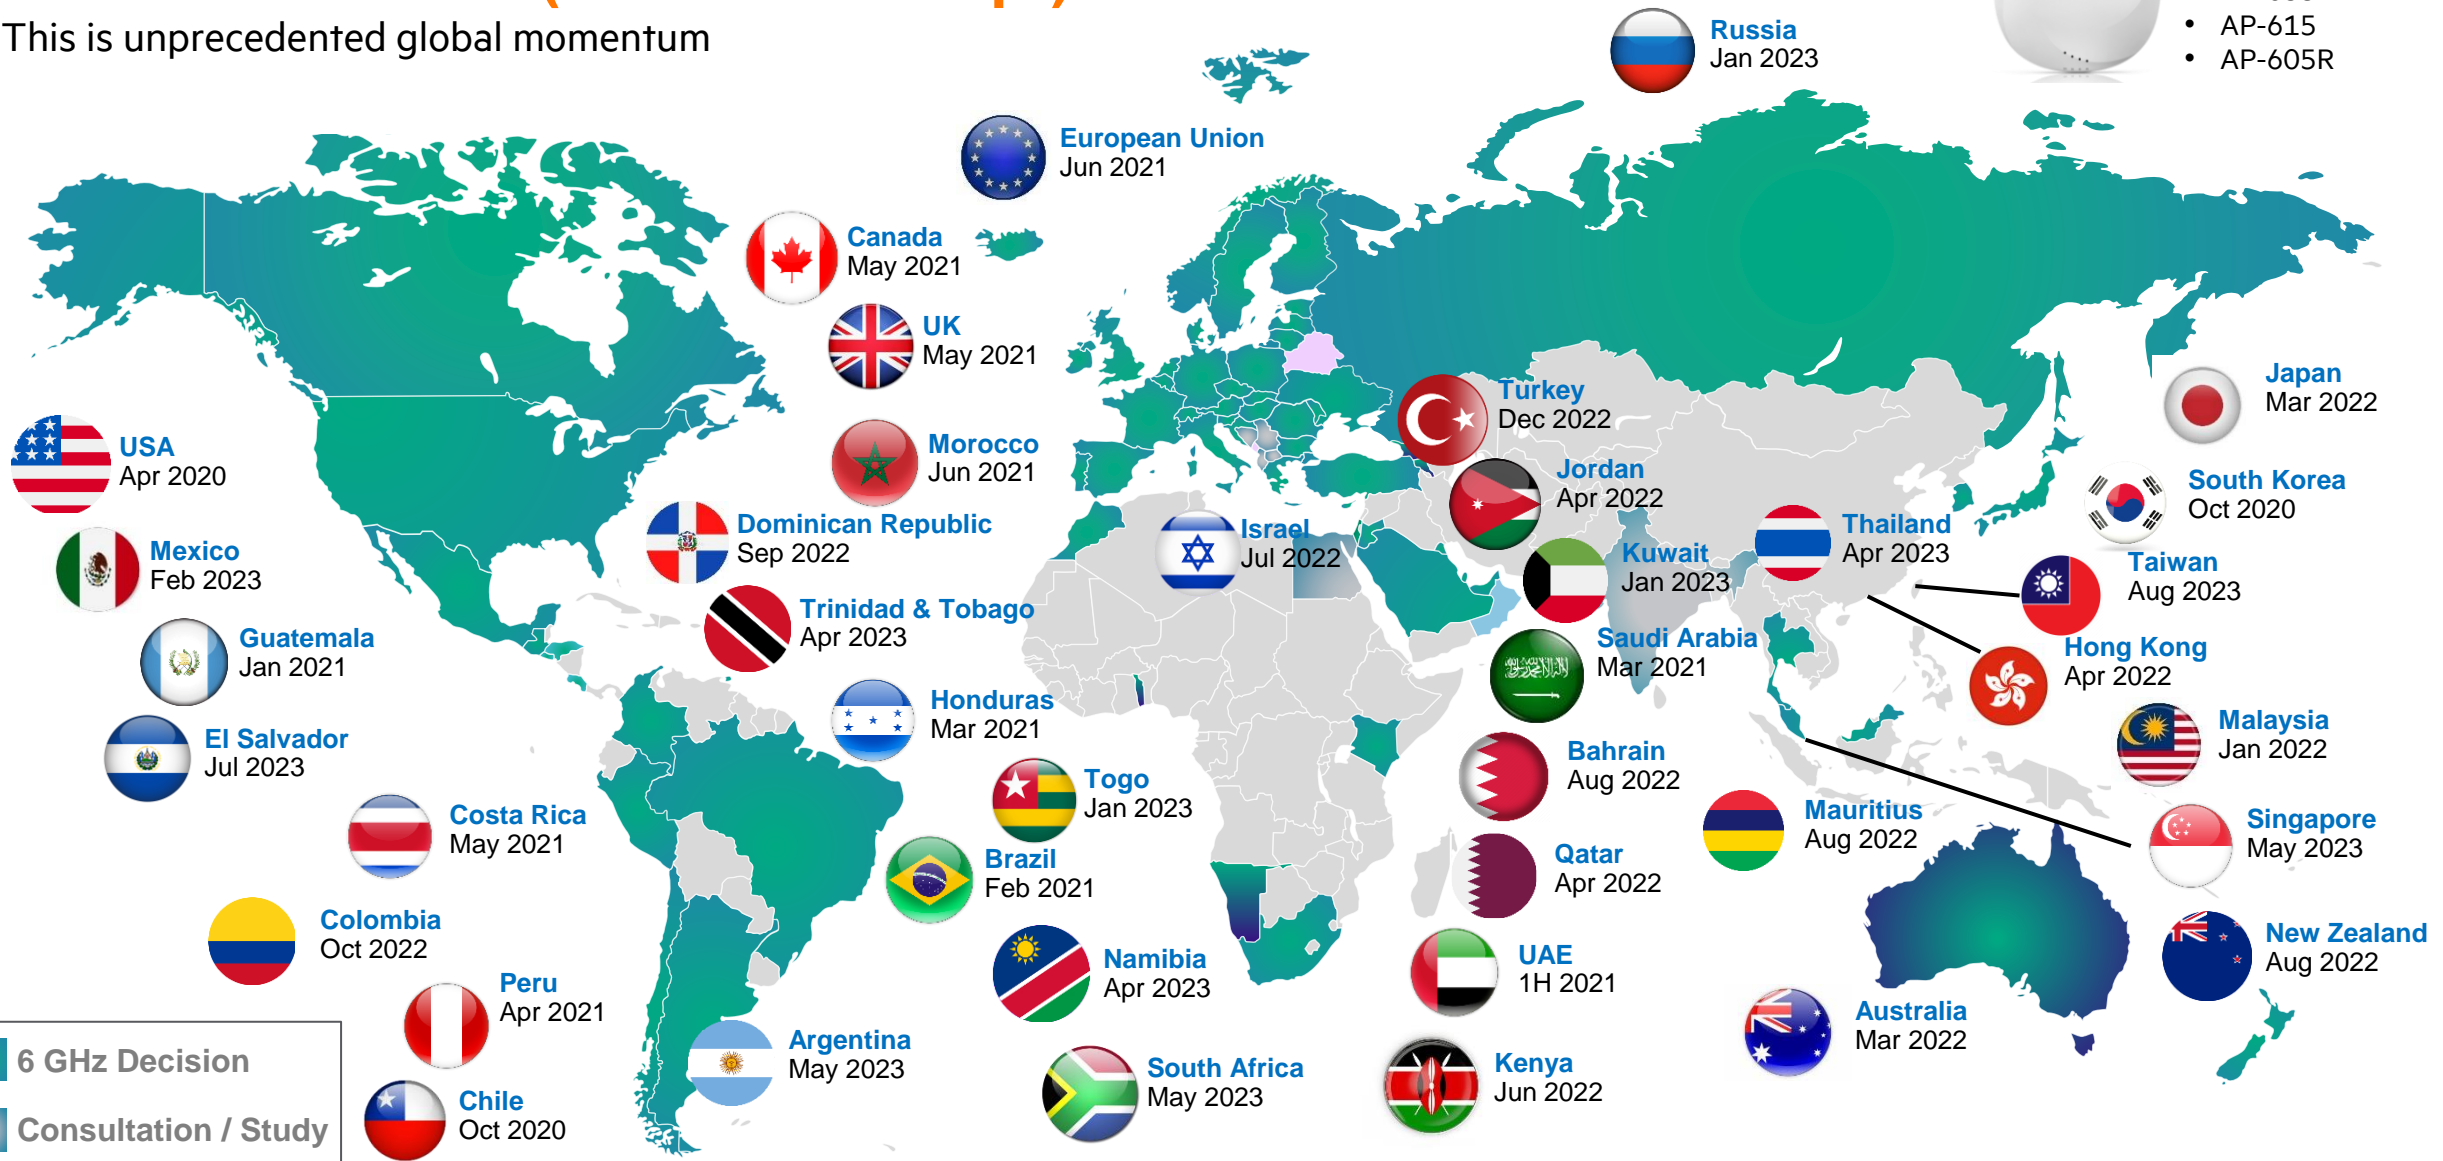 This is unprecedented global momentum
• AP-615
• AP-605R
Russia
Jan 2023
European Union
Jun 2021
Canada
May 2021
UK
May 2021
Japan
Mar 2022
Turkey
Dec 2022
USA
Apr 2020
Morocco
Jun 2021
Jordan
Apr 2022
South Korea
Oct 2020
Mexico
Feb 2023
Dominican Republic
Sep 2022
Israel
Jul 2022
Kuwait
Jan 2023
Thailand
Apr 2023
Taiwan
Aug 2023
Guatemala
Jan 2021
Trinidad & Tobago
Apr 2023
Saudi Arabia
Mar 2021
Hong Kong
Apr 2022
El Salvador
Jul 2023
Honduras
Mar 2021
Malaysia
Jan 2022
Costa Rica
May 2021
Togo
Jan 2023
Bahrain
Aug 2022
Mauritius
Aug 2022
Singapore
May 2023
Brazil
Feb 2021
Qatar
Apr 2022
Colombia
Oct 2022
Namibia
Apr 2023
UAE
1H 2021
New Zealand
Aug 2022
Peru
Apr 2021
Argentina
May 2023
Australia
Mar 2022
South Africa
May 2023
Kenya
Jun 2022
Chile
Oct 2020
6 GHz Decision
Consultation / Study